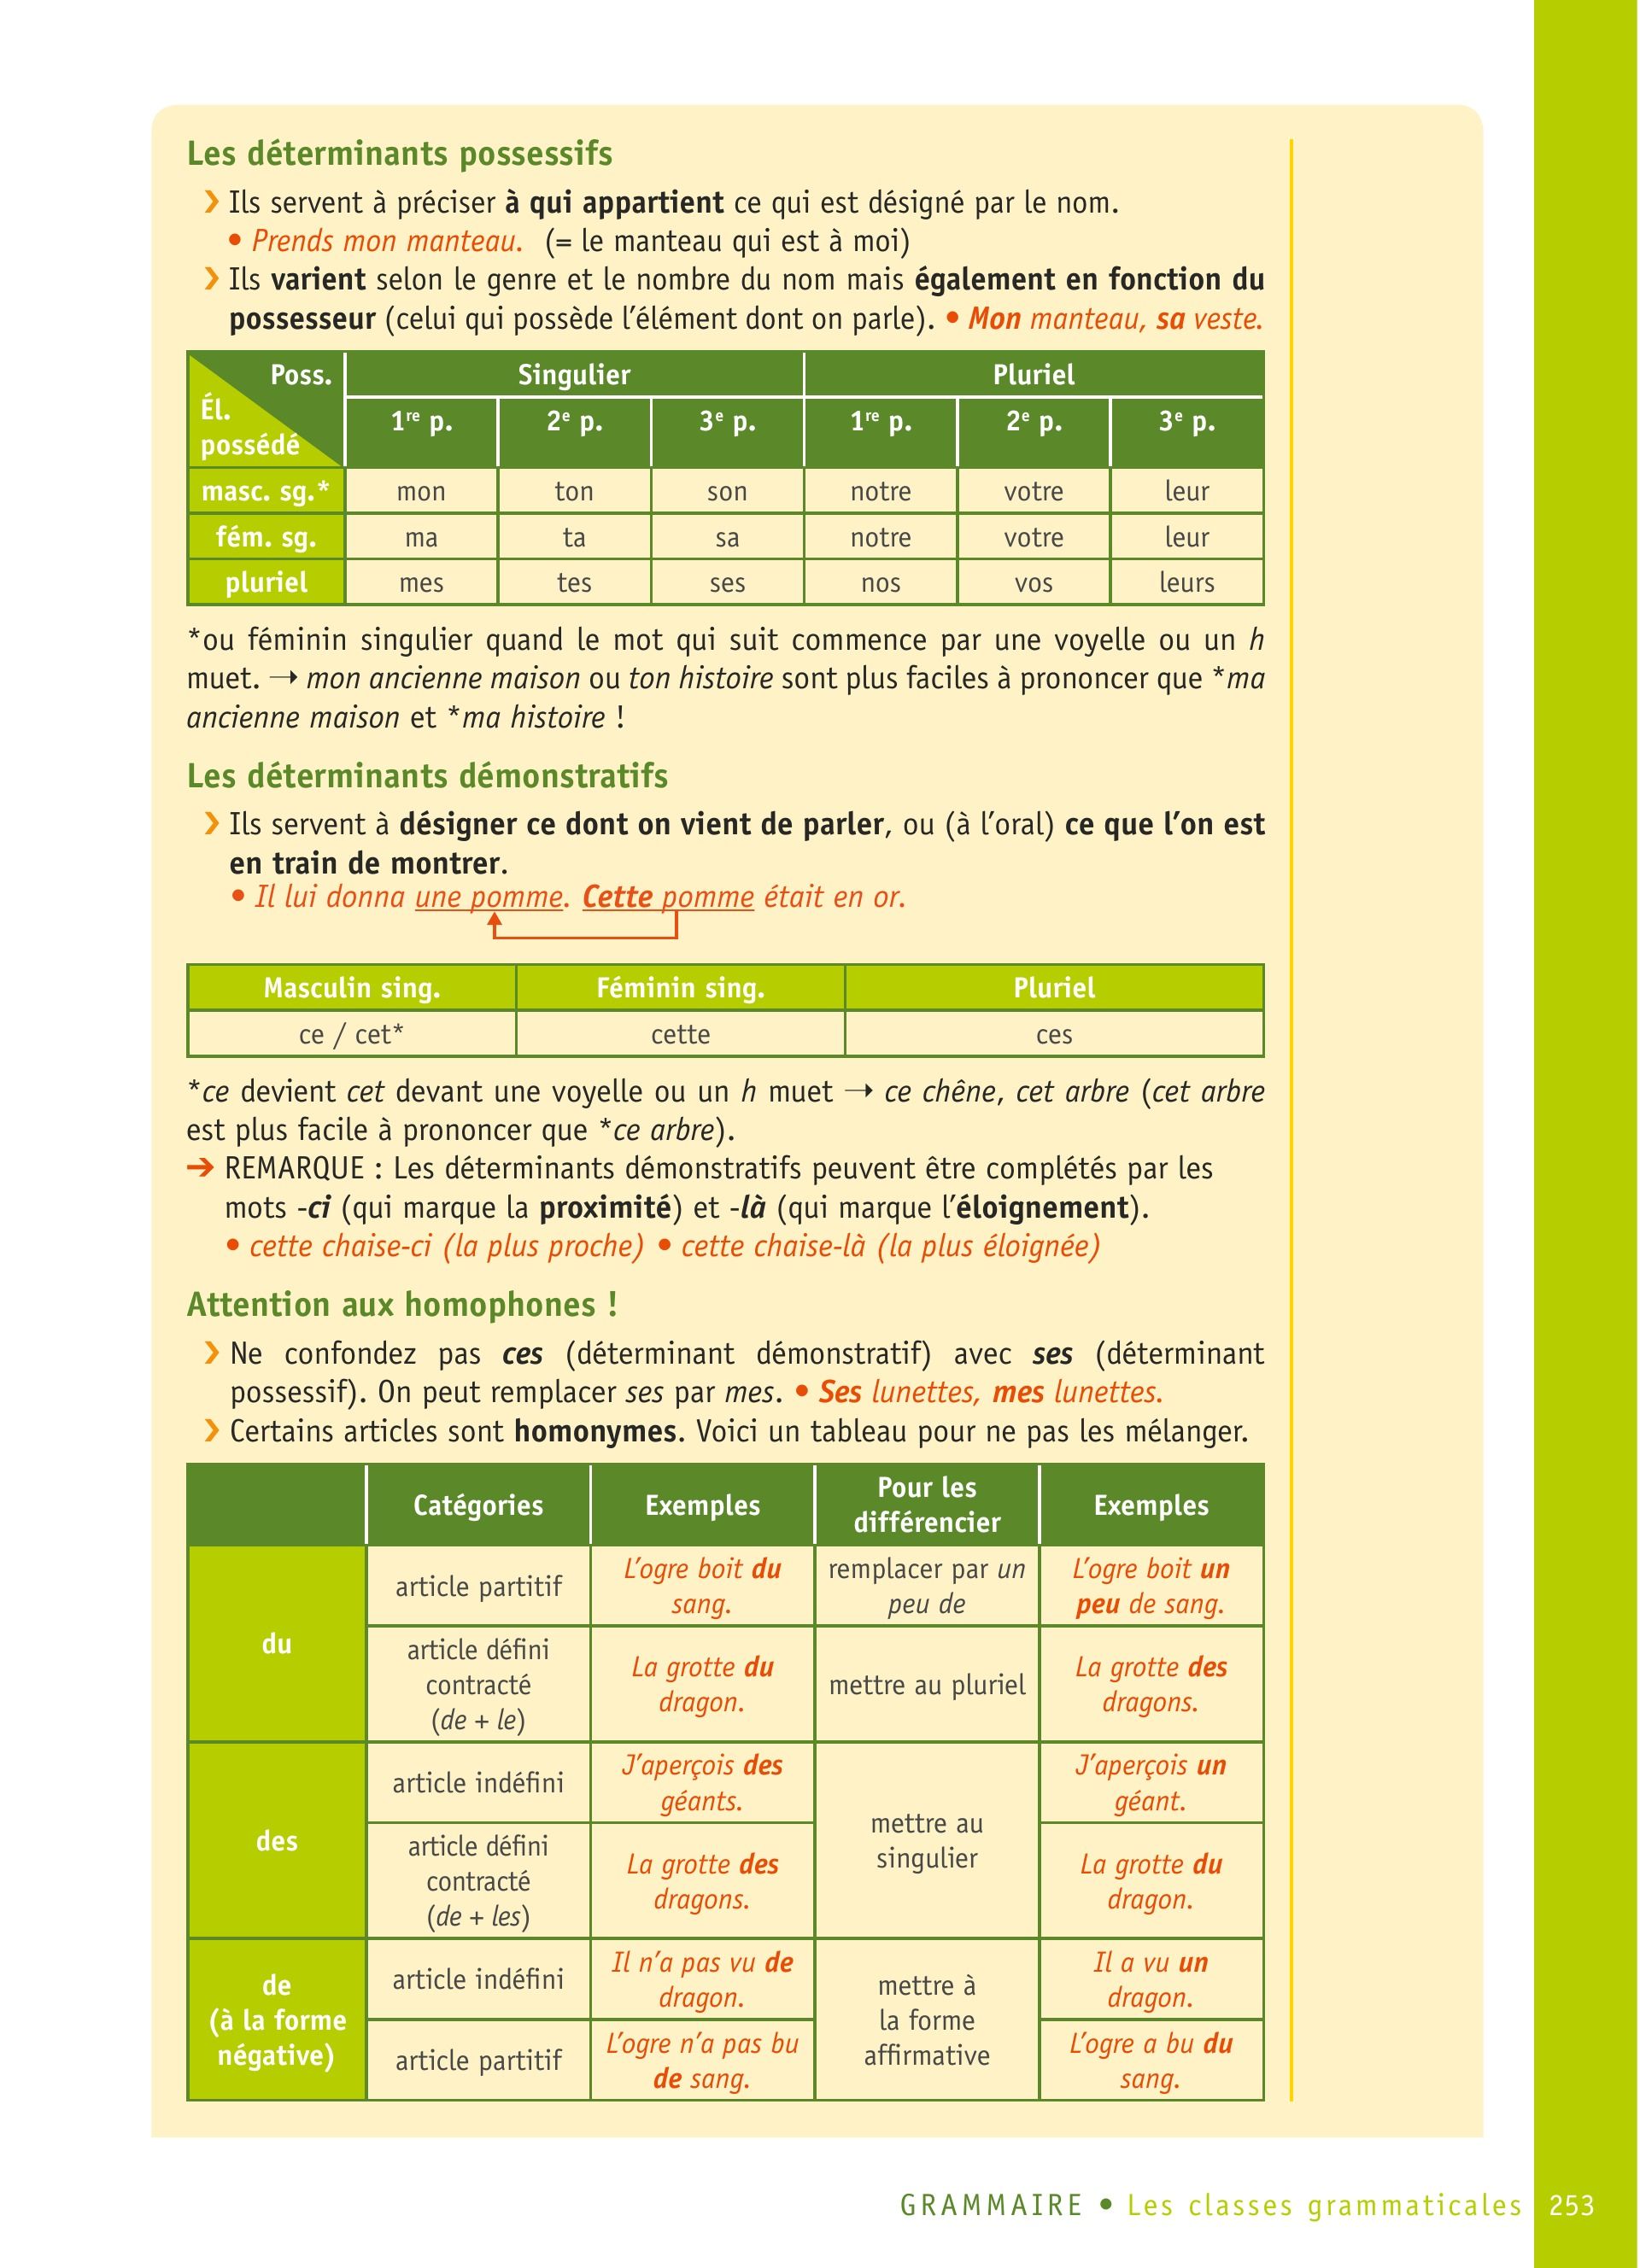 Les déterminants possessifs
❯ Ils servent à préciser à qui appartient ce qui est désigné par le nom.
• Prends mon manteau. (= le manteau qui est à moi)
❯ Ils varient selon le genre et le nombre du nom mais également en fonction du
possesseur (celui qui possède l'élément dont on parle). • Mon manteau, sa veste.
Poss. Singulier Pluriel
Él.
possédé 1re p. 2e p. 3e p. 1re p. 2e p. 3e p.
masc. sg.* mon ton son notre votre leur
fém. sg. ma ta sa notre votre leur
pluriel mes tes ses nos vos leurs
*ou féminin singulier quand le mot qui suit commence par une voyelle ou un h
muet. → mon ancienne maison ou ton histoire sont plus faciles à prononcer que *ma
ancienne maison et *ma histoire !
Les déterminants démonstratifs
❯ Ils servent à désigner ce dont on vient de parler, ou (à l'oral) ce que l'on est
en train de montrer.
• Il lui donna une pomme. Cette pomme était en or.
Masculin sing. Féminin sing. Pluriel
ce / cet* cette ces
*ce devient cet devant une voyelle ou un h muet → ce chêne, cet arbre (cet arbre
est plus facile à prononcer que *ce arbre).
➔ REMARQUE : Les déterminants démonstratifs peuvent être complétés par les
mots -ci (qui marque la proximité) et -là (qui marque l'éloignement).
• cette chaise-ci (la plus proche) • cette chaise-là (la plus éloignée)
Attention aux homophones !
❯ Ne confondez pas ces (déterminant démonstratif) avec ses (déterminant
possessif). On peut remplacer ses par mes. • Ses lunettes, mes lunettes.
❯ Certains articles sont homonymes. Voici un tableau pour ne pas les mélanger.
Catégories
Exemples
Pour les
différencier
Exemples
du
article partitif
L'ogre boit du
sang.
remplacer par un
peu de
L'ogre boit un
peu de sang.
article défini
contracté
(de + le)
La grotte du
dragon.
mettre au pluriel
La grotte des
dragons.
des
article indéfini
J'aperçois des
géants.
mettre au
singulier
J'aperçois un
géant.
article défini
contracté
(de + les)
La grotte des
dragons.
La grotte du
dragon.
de
(à la forme
négative)
article indéfini
Il n'a pas vu de
dragon.
mettre à
la forme
affirmative
Il a vu un
dragon.
article partitif
L'ogre n'a pas bu
de sang.
L'ogre a bu du
sang.
GRAMMAIRE • Les classes grammaticales 253